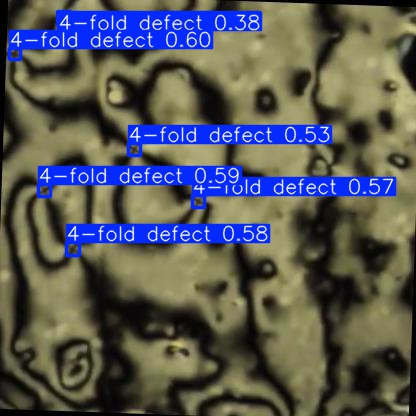 4-fold defect 0.38
4-fold defect 0.60
4-fold defect 0.53
4-fold defect 0.59
4-fold defect 0.57
4-fold defect 0.58